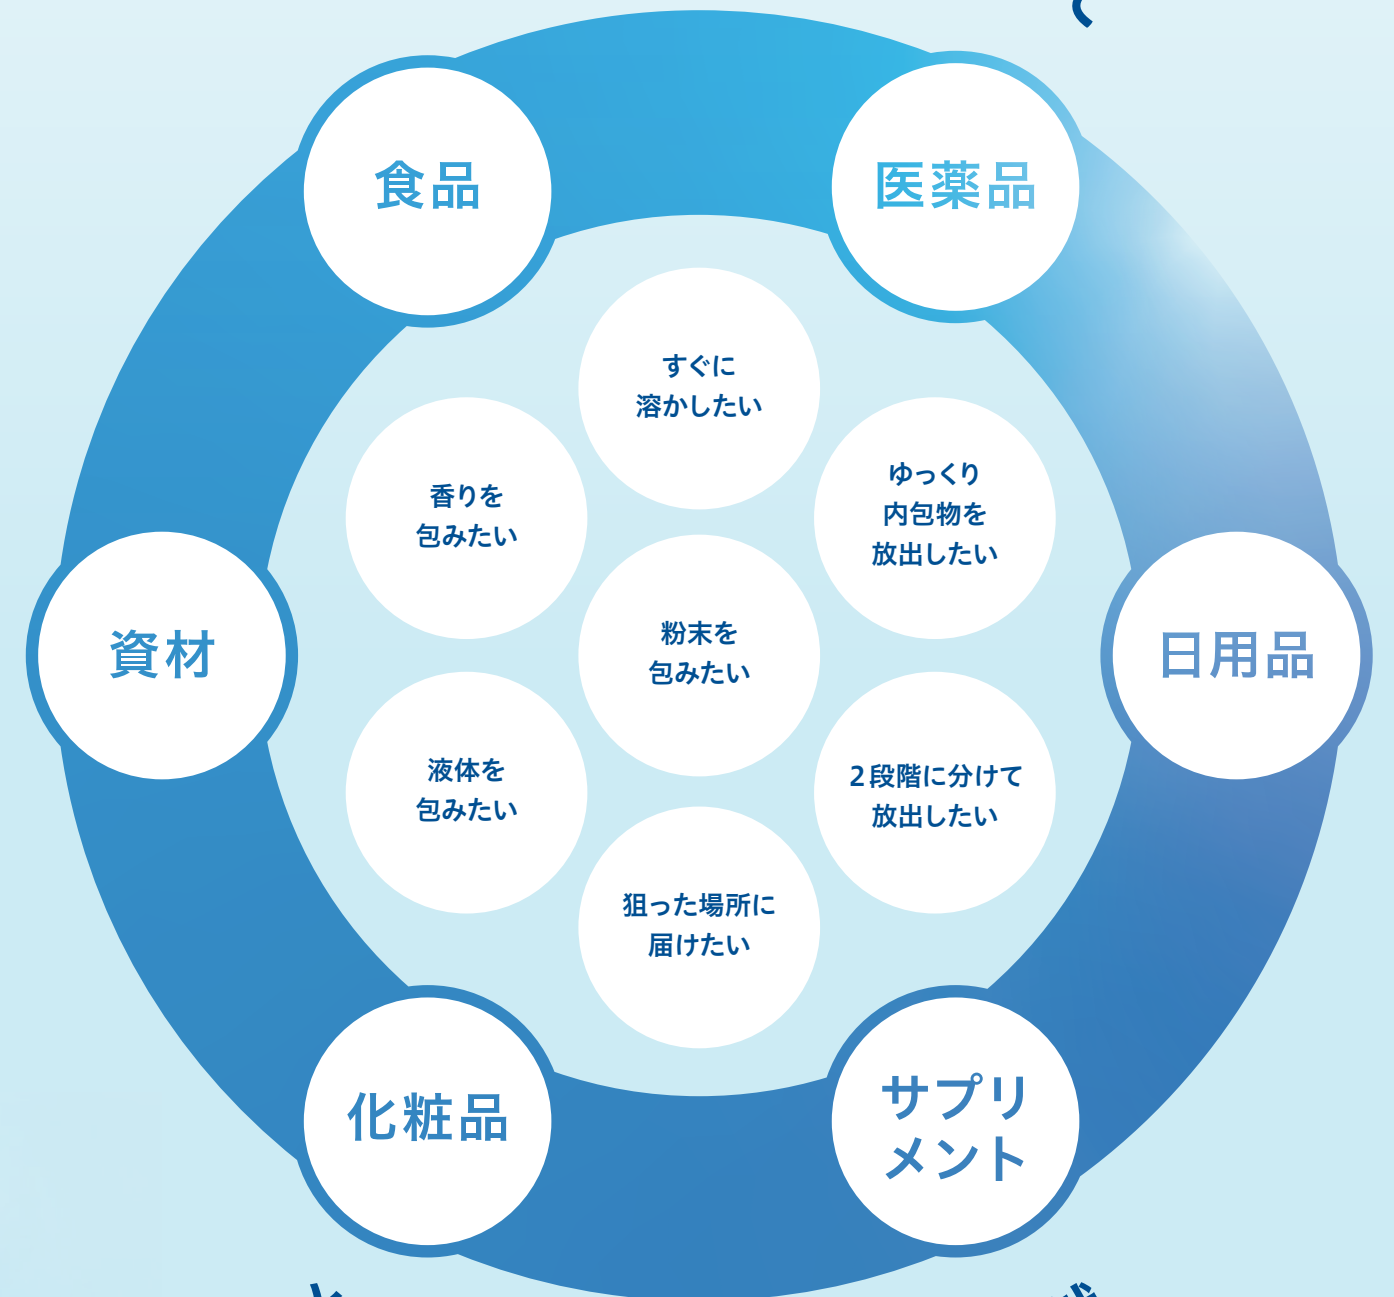 食品
医薬品
すぐに
溶かしたい
香りを
包みたい
ゆっくり
内包物を
放出したい
資材
粉末を
包みたい
日用品
液体を
包みたい
2段階に分けて
放出したい
狙った場所に
届けたい
化粧品
サプリ
メント